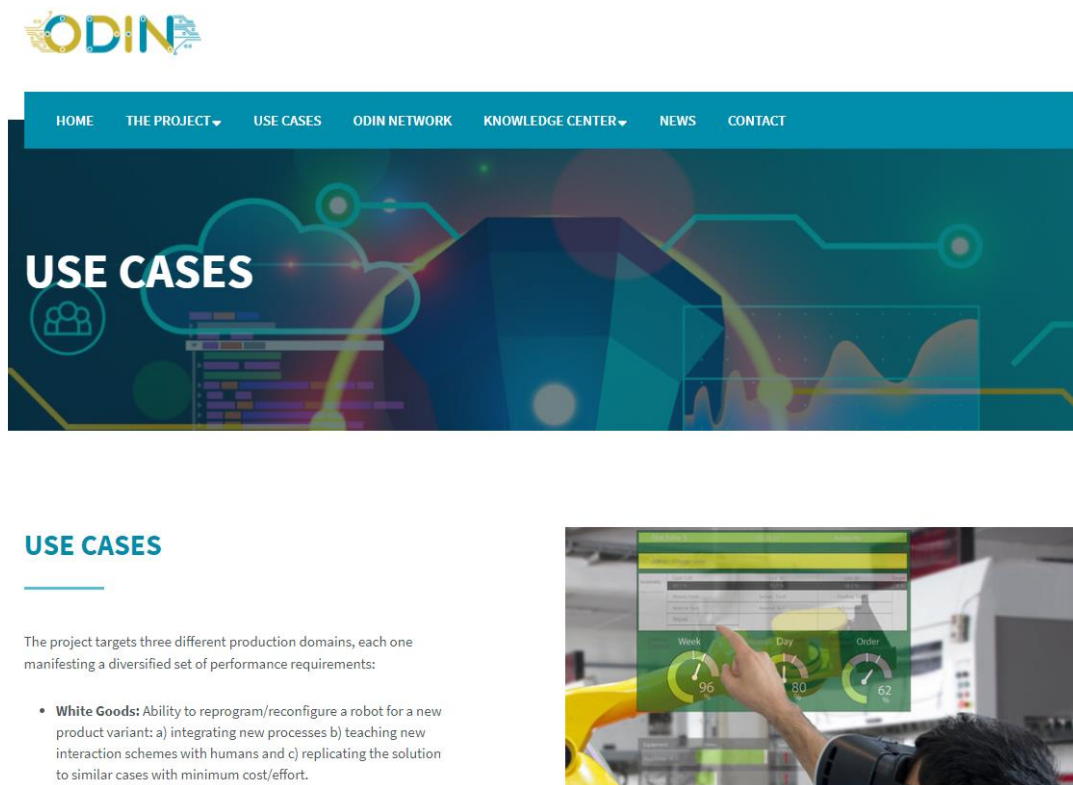 ODIN
HOME THE PROJECT USE CASES ODIN NETWORK KNOWLEDGE CENTER NEWS CONTACT
USE CASES
USE CASES
The project targets three different production domains, each one
manifesting a diversified set of performance requirements:
• White Goods: Ability to reprogram/reconfigure a robot for a new
product variant: a) integrating new processes b) teaching new
interaction schemes with humans and c) replicating the solution
to similar cases with minimum cost/effort.
Week Day Order
96 80 62
% % %
Equipment